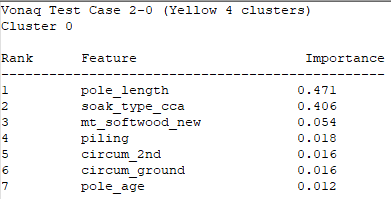 Vonaq Test Case 2-0 (Yellow 4 clusters)
Cluster 0
Rank Feature Importance
------------------------------------------------
1 pole_length 0.471
2 soak_type_cca 0.406
3 mt_softwood_new 0.054
4 piling 0.018
5 circum_2nd 0.016
6 circum_ground 0.016
7 pole_age 0.012